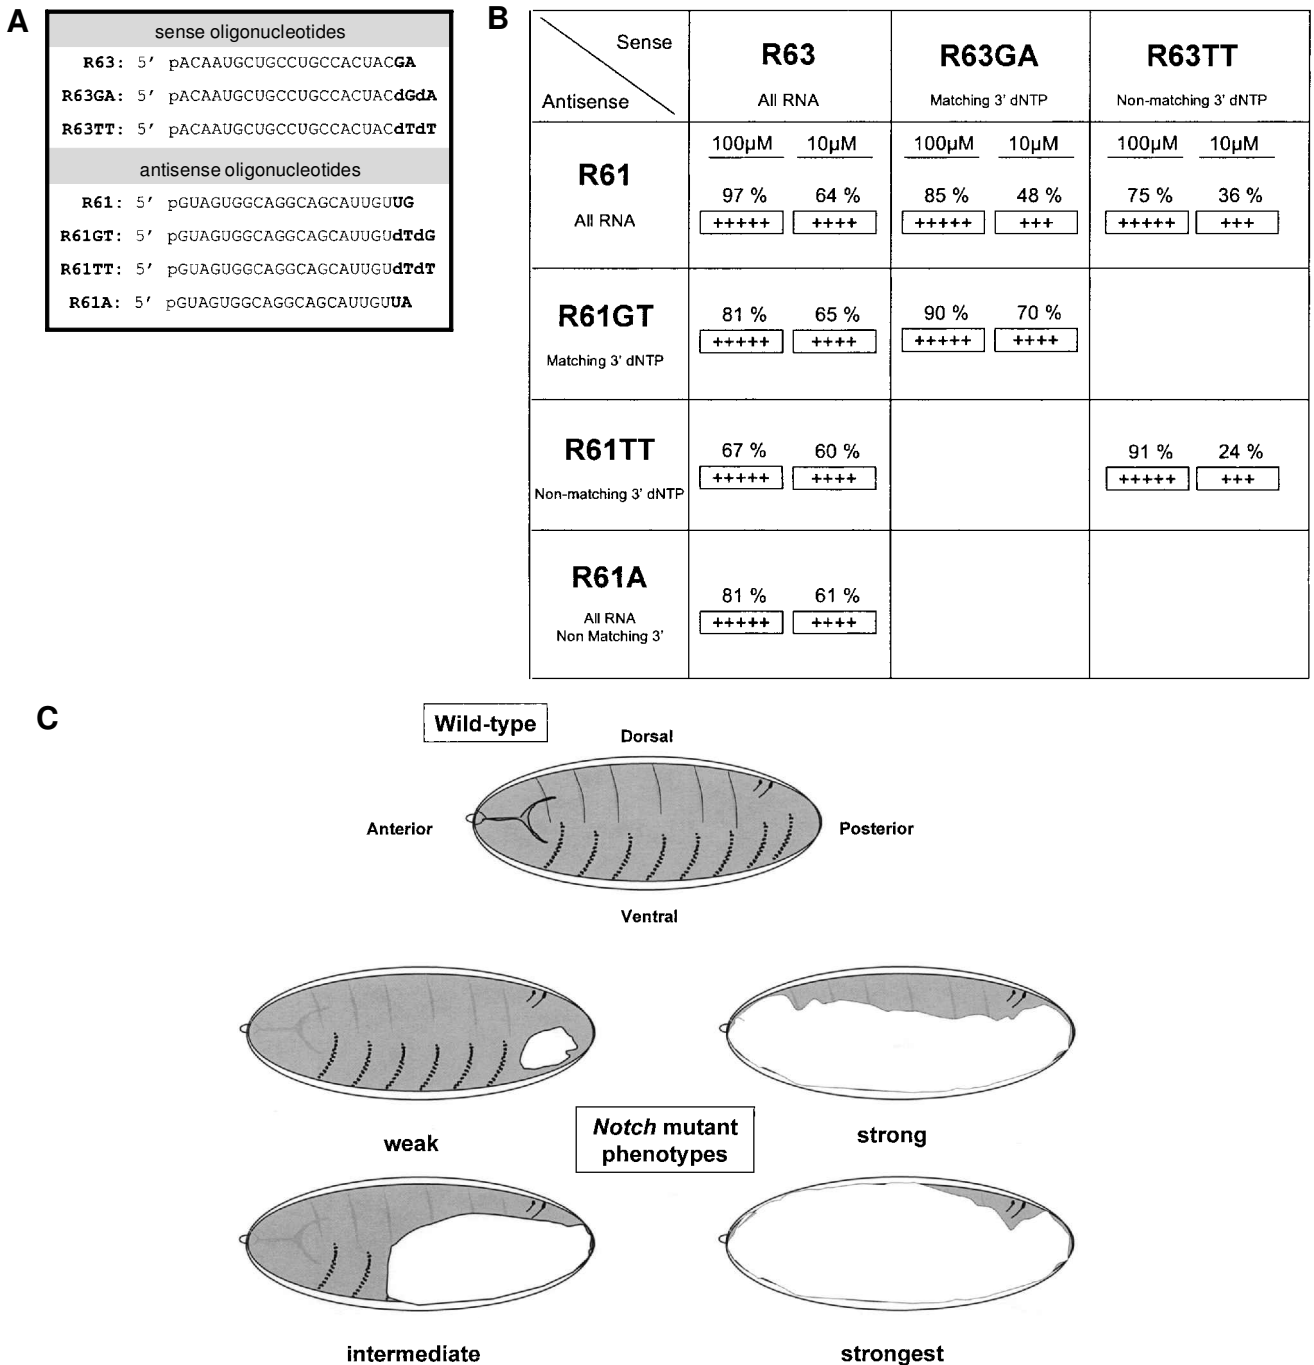 A
sense oligonucleotides
R63: 5′ pACAAUGCUGCCUGCCACUACGA
R63GA: 5′ pACAAUGCUGCCUGCCACUACdGdA
R63TT: 5′ pACAAUGCUGCCUGCCACUACdTdT
antisense oligonucleotides
R61: 5′ pGUAGUGGCAGGCAGCAUUGUUG
R61GT: 5′ pGUAGUGGCAGGCAGCAUUGUdTdG
R61TT: 5′ pGUAGUGGCAGGCAGCAUUGUdTdT
R61A: 5′ pGUAGUGGCAGGCAGCAUUGUUA
B
Sense
Antisense
R63
All RNA
R63GA
Matching 3' dNTP
R63TT
Non-matching 3' dNTP
R61
All RNA
100µM 10µM 100µM 10µM 100µM 10µM
97 % 64 % 85 % 48 % 75 % 36 %
+++++ ++++ +++++ +++ +++++ +++
R61GT
Matching 3' dNTP
81 % 65 % 90 % 70 %
+++++ ++++ +++++ ++++
R61TT
Non-matching 3' dNTP
67 % 60 % 91 % 24 %
+++++ ++++ +++++ +++
R61A
All RNA
Non Matching 3'
81 % 61 %
+++++ ++++
C
Wild-type
Dorsal
Anterior
Posterior
Ventral
weak
strong
Notch mutant
phenotypes
intermediate
strongest